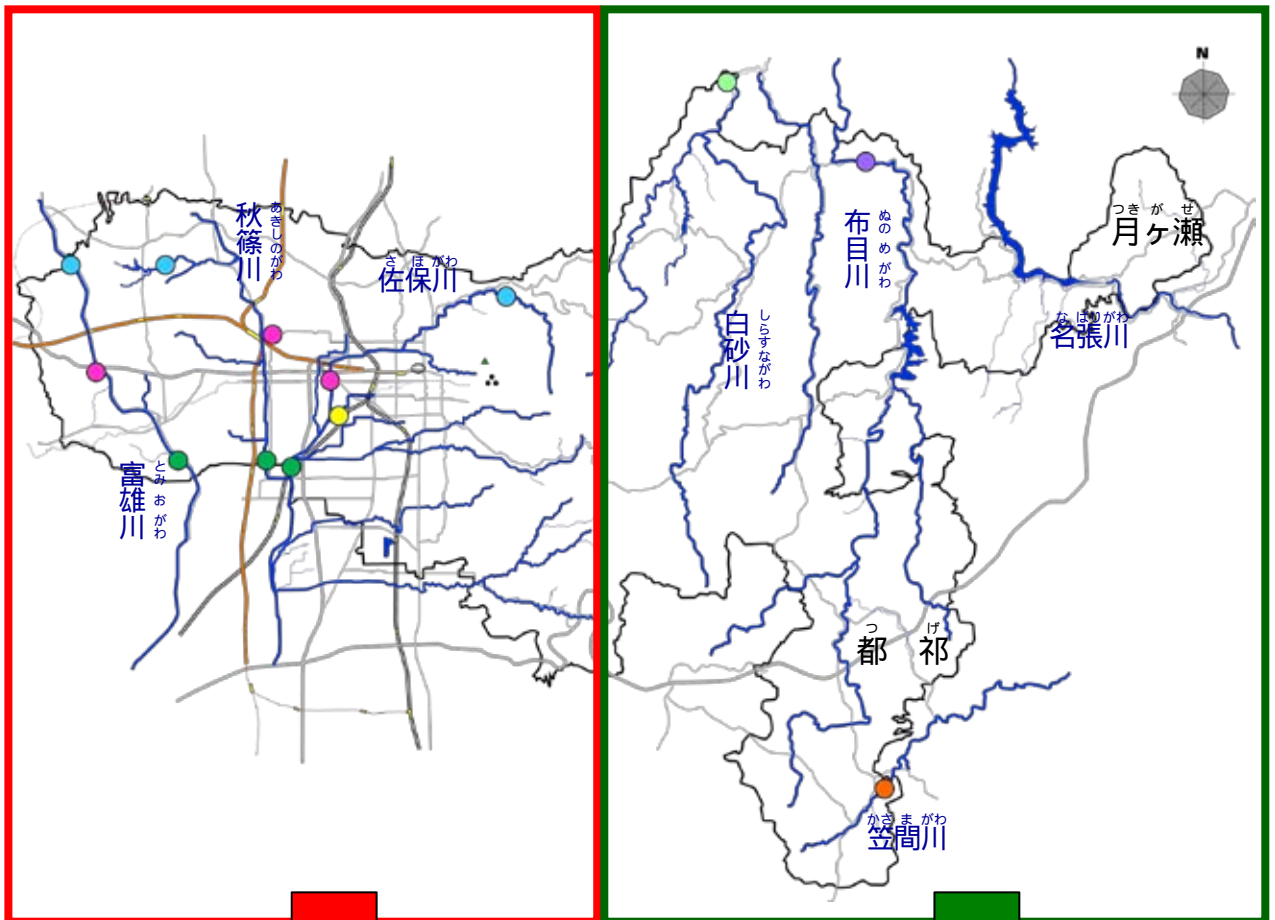 N
あきしのがわ
秋篠川
さ ほ がわ
佐保川
とみ お がわ
富雄川
ぬの め がわ
布目川
しらすながわ
白砂川
つき が せ
月ヶ瀬
な ばりがわ
名張川
つ げ
都 祁
かさ ま がわ
笠間川